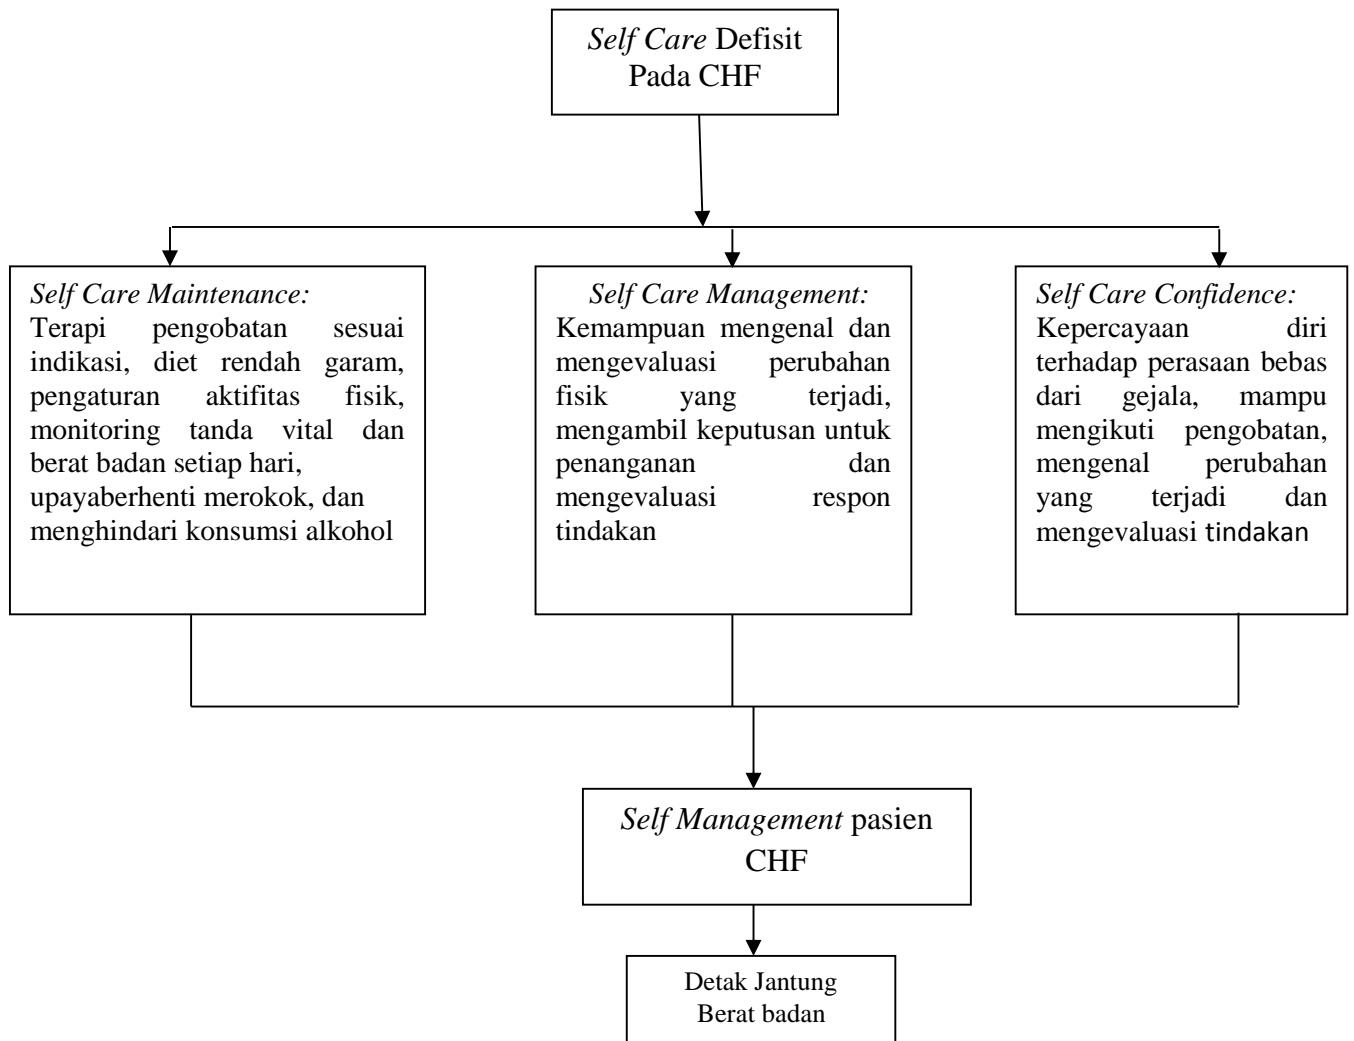 Self Care Defisit
Pada CHF
Self Care Maintenance:
Terapi pengobatan sesuai
indikasi, diet rendah garam,
pengaturan aktifitas fisik,
monitoring tanda vital dan
berat badan setiap hari,
upayaberhenti merokok, dan
menghindari konsumsi alkohol
Self Care Management:
Kemampuan mengenal dan
mengevaluasi perubahan
fisik yang terjadi,
mengambil keputusan untuk
penanganan dan
mengevaluasi respon
tindakan
Self Care Confidence:
Kepercayaan diri
terhadap perasaan bebas
dari gejala, mampu
mengikuti pengobatan,
mengenal perubahan
yang terjadi dan
mengevaluasi tindakan
Self Management pasien
CHF
Detak Jantung
Berat badan